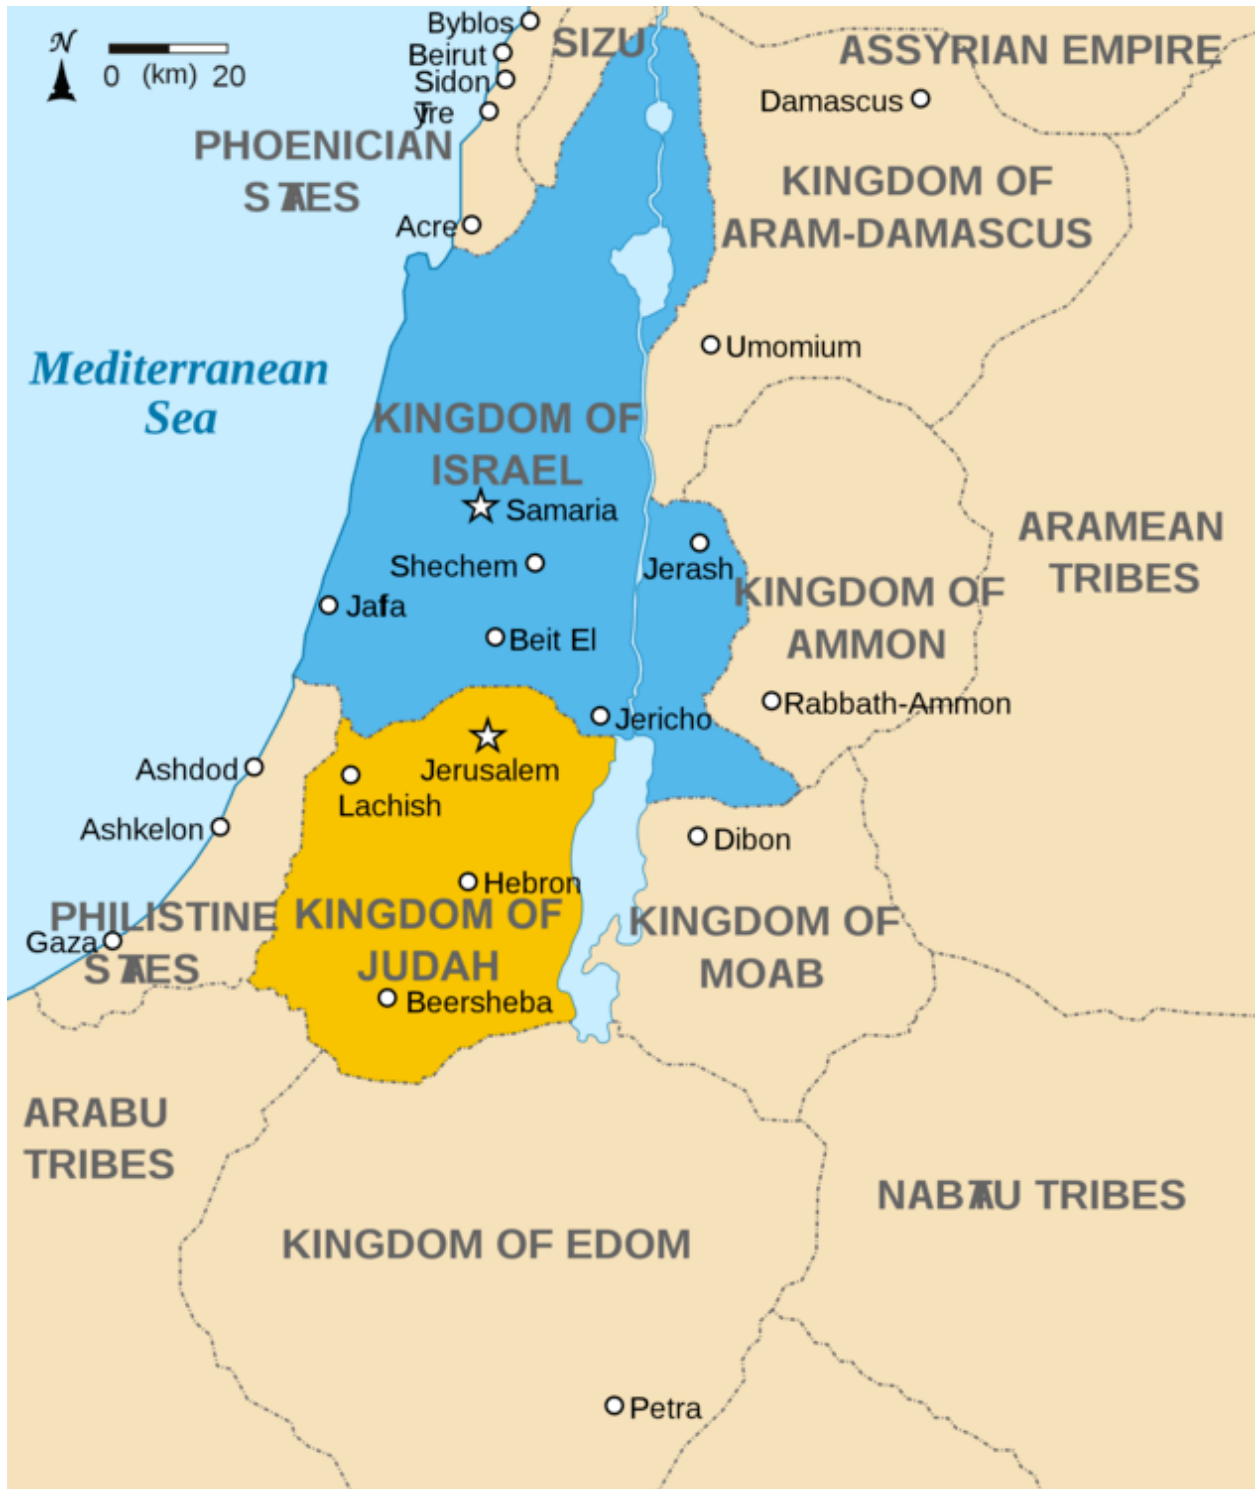 Byblos
N
0 (km) 20
Beirut
Sidon
Tyre
SIZU
ASSYRIAN EMPIRE
Damascus
PHOENICIAN
STATES
KINGDOM OF
ARAM-DAMASCUS
Acre
Umomium
Mediterranean
Sea
KINGDOM OF
ISRAEL
Samaria
Shechem
Jerash
ARAMEAN
TRIBES
Jaffa
Beit El
KINGDOM OF
AMMON
Rabbath-Ammon
Jericho
Jerusalem
Ashdod
Lachish
Ashkelon
Dibon
Hebron
PHILISTINE
STATES
Gaza
KINGDOM OF
JUDAH
KINGDOM OF
MOAB
Beersheba
ARABU
TRIBES
NABATU TRIBES
KINGDOM OF EDOM
Petra